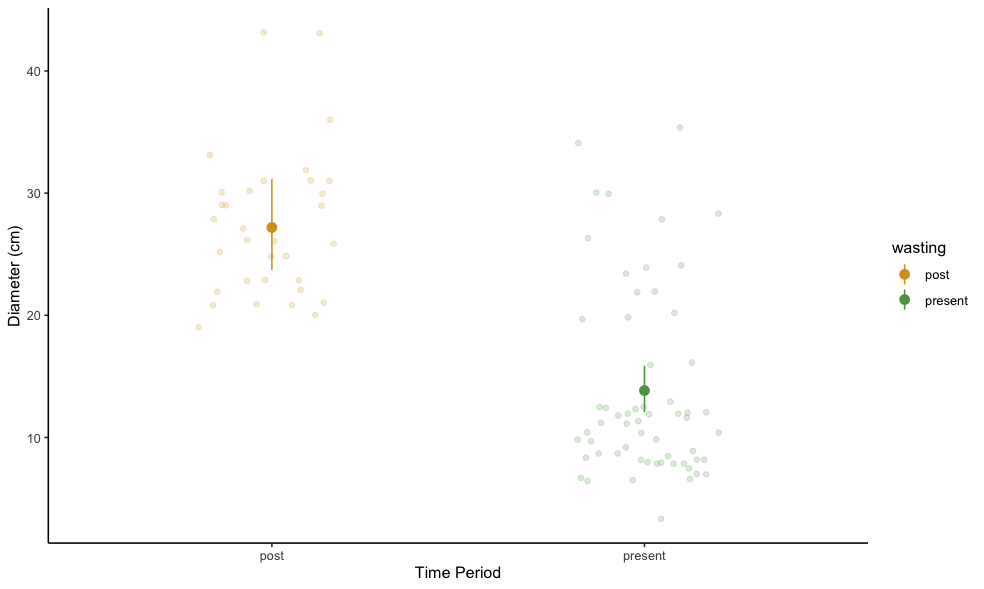 40
30
20
10
Diameter (cm)
post
present
Time Period
wasting
post
present